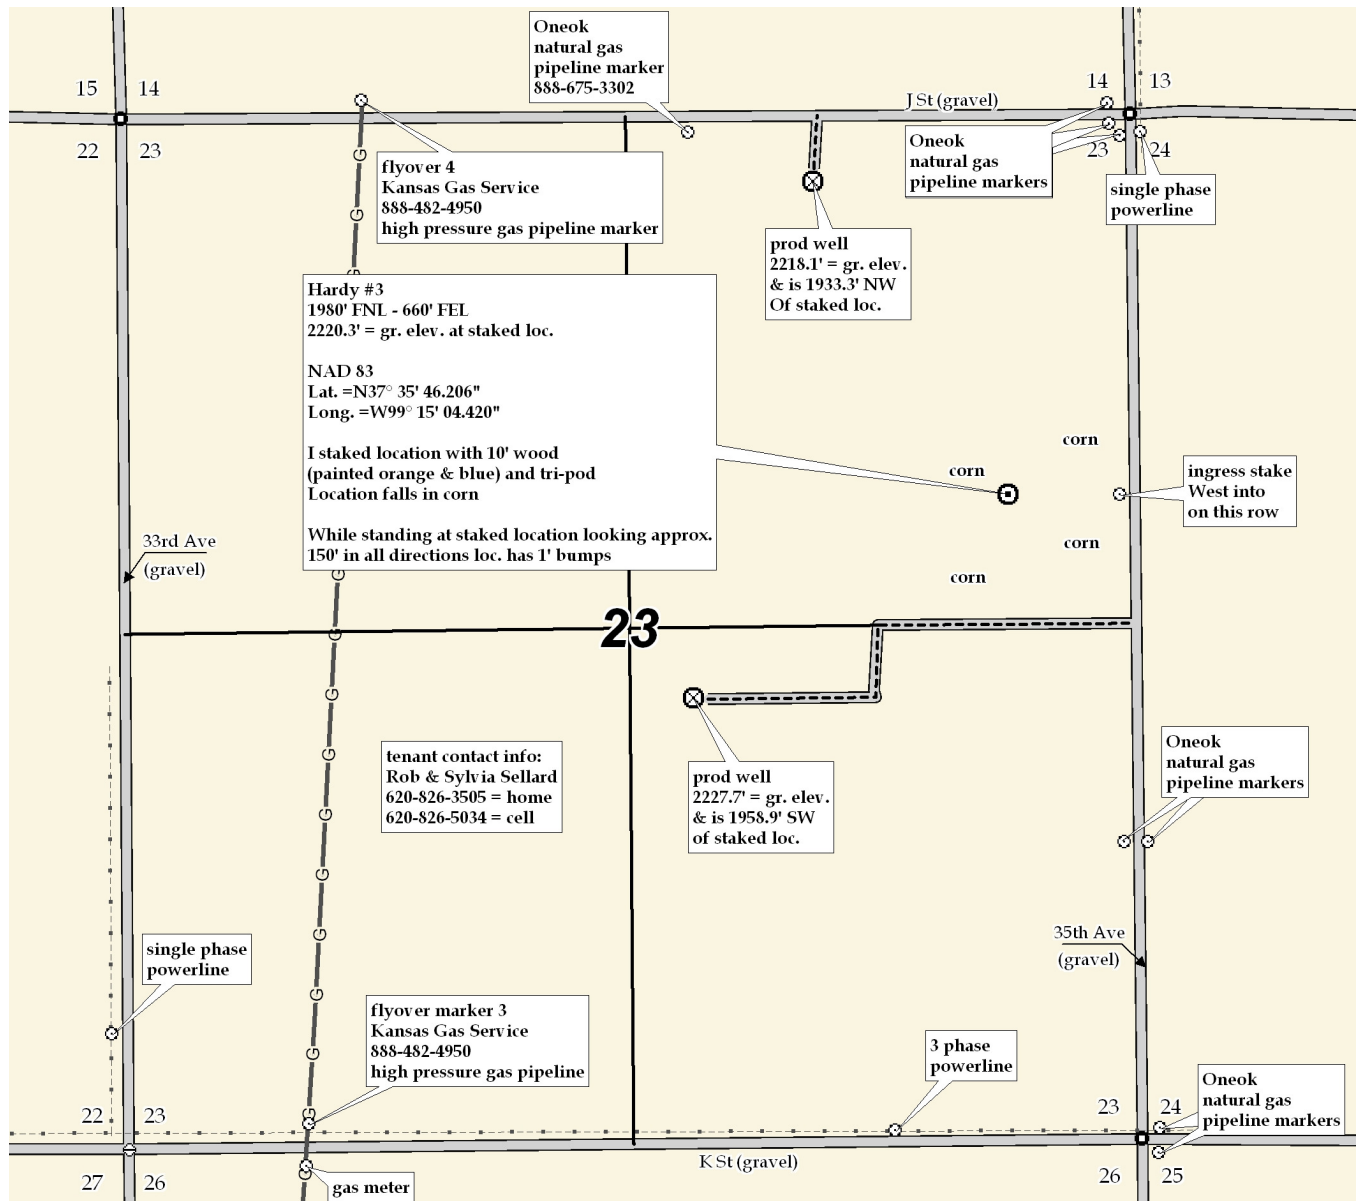 Oneok
natural gas
pipeline marker
888-675-3302
15
14
22
23
J St (gravel)
14
13
23
24
Oneok
natural gas
pipeline markers
single phase
powerline
flyover 4
Kansas Gas Service
888-482-4950
high pressure gas pipeline marker
G
G
G
prod well
2218.1' = gr. elev.
& is 1933.3' NW
Of staked loc.
Hardy #3
1980' FNL - 660' FEL
2220.3' = gr. elev. at staked loc.
NAD 83
Lat. =N37° 35' 46.206"
Long. =W99° 15' 04.420"
I staked location with 10' wood
(painted orange & blue) and tri-pod
Location falls in corn
While standing at staked location looking approx.
150' in all directions loc. has 1' bumps
corn
corn
corn
corn
ingress stake
West into
on this row
33rd Ave
(gravel)
23
G
G
G
G
G
G
G
G
G
G
G
tenant contact info:
Rob & Sylvia Sellard
620-826-3505 = home
620-826-5034 = cell
prod well
2227.7' = gr. elev.
& is 1958.9' SW
of staked loc.
Oneok
natural gas
pipeline markers
35th Ave
(gravel)
single phase
powerline
flyover marker 3
Kansas Gas Service
888-482-4950
high pressure gas pipeline
3 phase
powerline
Oneok
natural gas
pipeline markers
22
23
27
26
23
24
26
25
K St (gravel)
gas meter